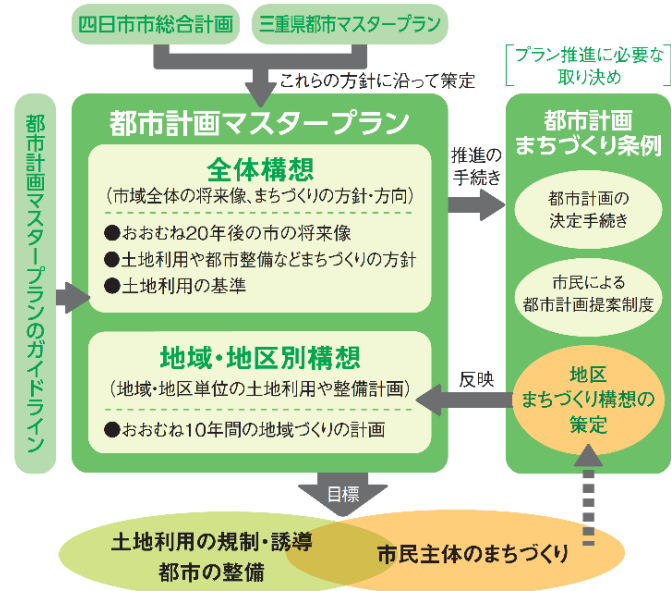 四日市市総合計画
三重県都市マスタープラン
これらの方針に沿って策定
プラン推進に必要な
取り決め
都市計画マスタープランのガイドライン
都市計画マスタープラン
全体構想
(市域全体の将来像、まちづくりの方針・方向)
●おおむね20年後の市の将来像
●土地利用や都市整備などまちづくりの方針
●土地利用の基準
地域・地区別構想
(地域・地区単位の土地利用や整備計画)
●おおむね10年間の地域づくりの計画
推進の
手続き
反映
都市計画
まちづくり条例
都市計画の
決定手続き
市民による
都市計画提案制度
地区
まちづくり構想の
策定
目標
土地利用の規制・誘導
都市の整備
市民主体のまちづくり